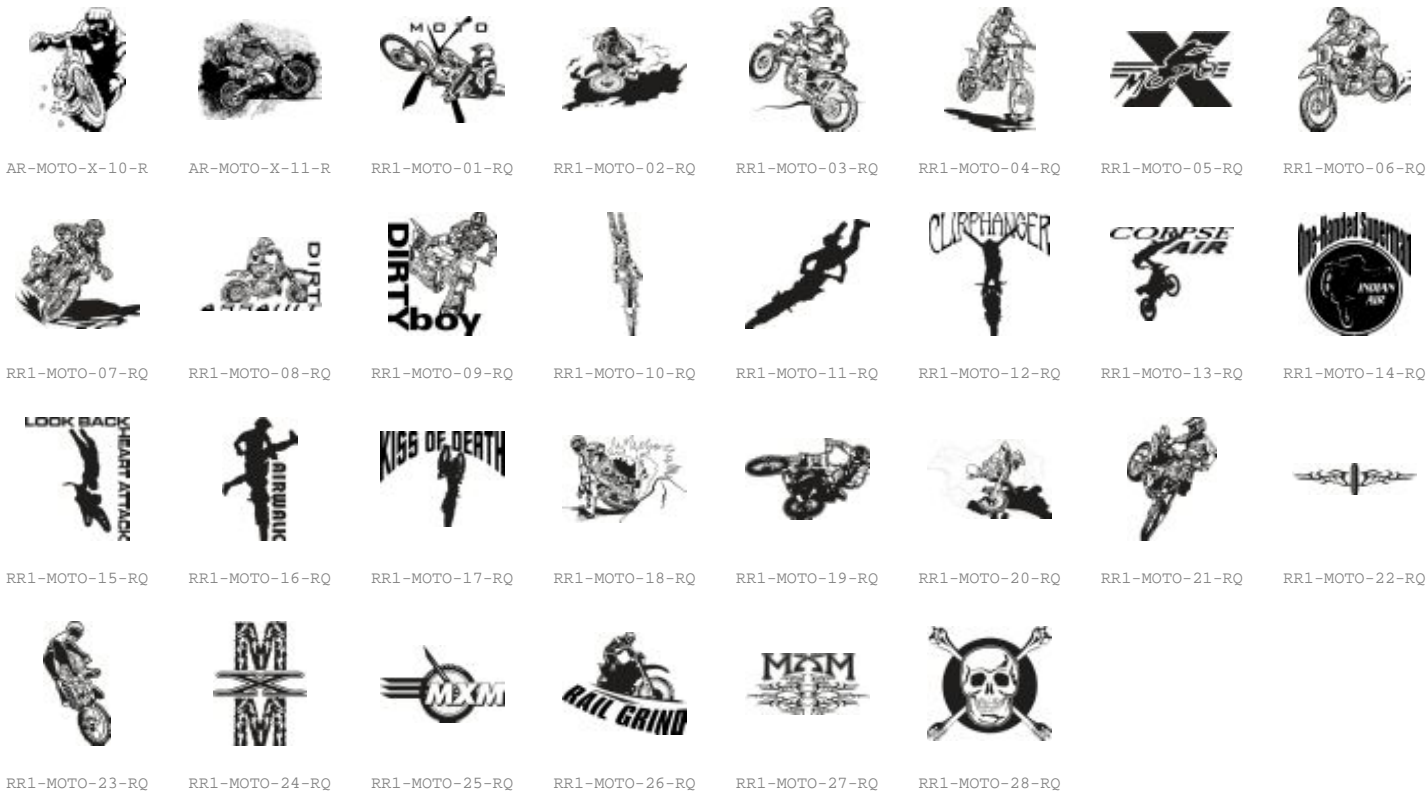 MOTO
Moto X
AR-MOTO-X-10-R AR-MOTO-X-11-R RR1-MOTO-01-RQ RR1-MOTO-02-RQ RR1-MOTO-03-RQ RR1-MOTO-04-RQ RR1-MOTO-05-RQ RR1-MOTO-06-RQ
DIRT
DIRTY
boy
CLIFFHANGER
CORPSE
AIR
One-Handed Superman
INDIAN
AIR
RR1-MOTO-07-RQ RR1-MOTO-08-RQ RR1-MOTO-09-RQ RR1-MOTO-10-RQ RR1-MOTO-11-RQ RR1-MOTO-12-RQ RR1-MOTO-13-RQ RR1-MOTO-14-RQ
LOOK BACK
HEART ATTACK
AIRWALK
KISS OF DEATH
RR1-MOTO-15-RQ RR1-MOTO-16-RQ RR1-MOTO-17-RQ RR1-MOTO-18-RQ RR1-MOTO-19-RQ RR1-MOTO-20-RQ RR1-MOTO-21-RQ RR1-MOTO-22-RQ
MXM
MXM
RAIL GRIND
MXM
RR1-MOTO-23-RQ RR1-MOTO-24-RQ RR1-MOTO-25-RQ RR1-MOTO-26-RQ RR1-MOTO-27-RQ RR1-MOTO-28-RQ